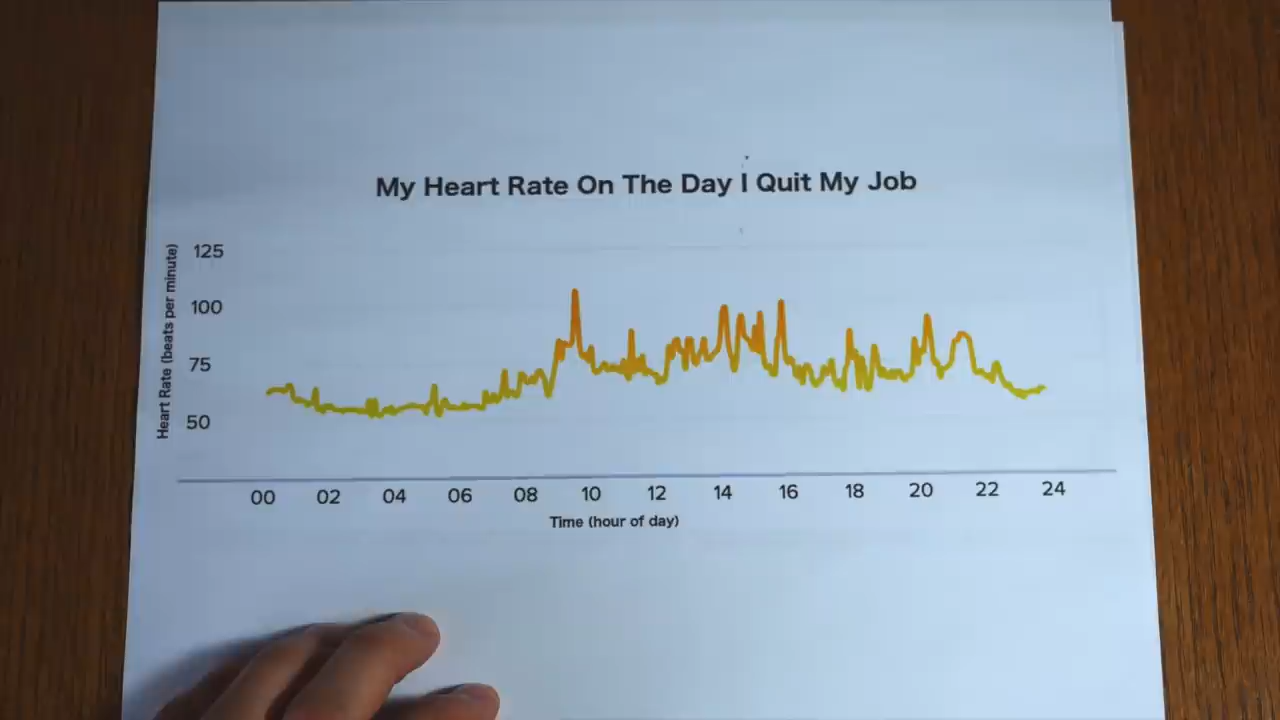 My Heart Rate On The Day I Quit My Job
Heart Rate (beats per minute)
125
100
75
50
00 02 04 06 08 10 12 14 16 18 20 22 24
Time (hour of day)